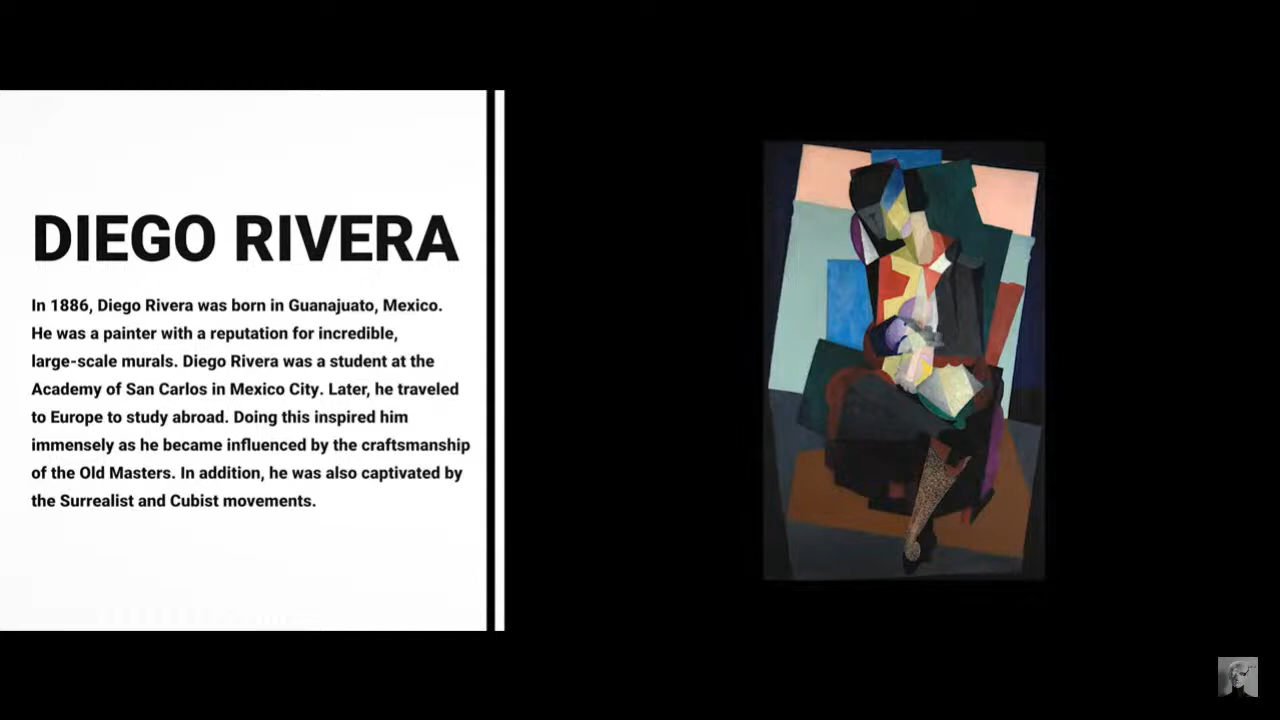 DIEGO RIVERA
In 1886, Diego Rivera was born in Guanajuato, Mexico.
He was a painter with a reputation for incredible,
large-scale murals. Diego Rivera was a student at the
Academy of San Carlos in Mexico City. Later, he traveled
to Europe to study abroad. Doing this inspired him
immensely as he became influenced by the craftsmanship
of the Old Masters. In addition, he was also captivated by
the Surrealist and Cubist movements.